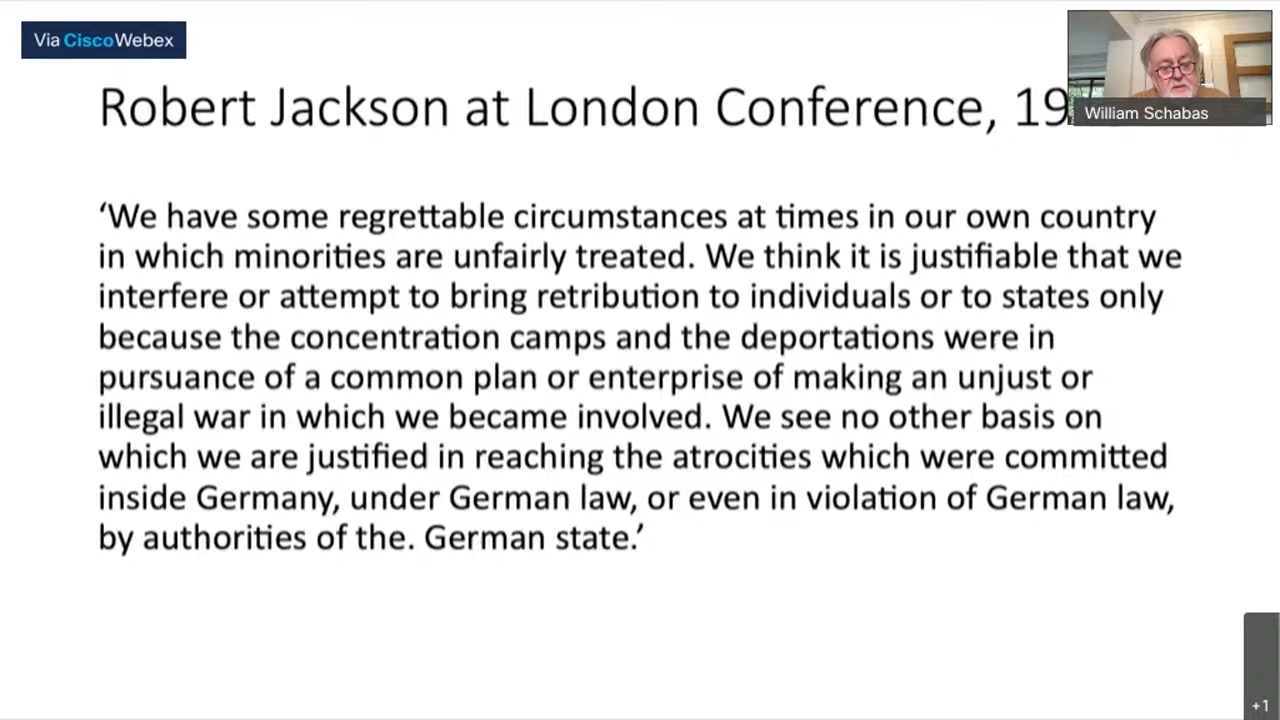 Via CiscoWebex
Robert Jackson at London Conference, 19
William Schabas
‘We have some regrettable circumstances at times in our own country
in which minorities are unfairly treated. We think it is justifiable that we
interfere or attempt to bring retribution to individuals or to states only
because the concentration camps and the deportations were in
pursuance of a common plan or enterprise of making an unjust or
illegal war in which we became involved. We see no other basis on
which we are justified in reaching the atrocities which were committed
inside Germany, under German law, or even in violation of German law,
by authorities of the. German state.’
+1